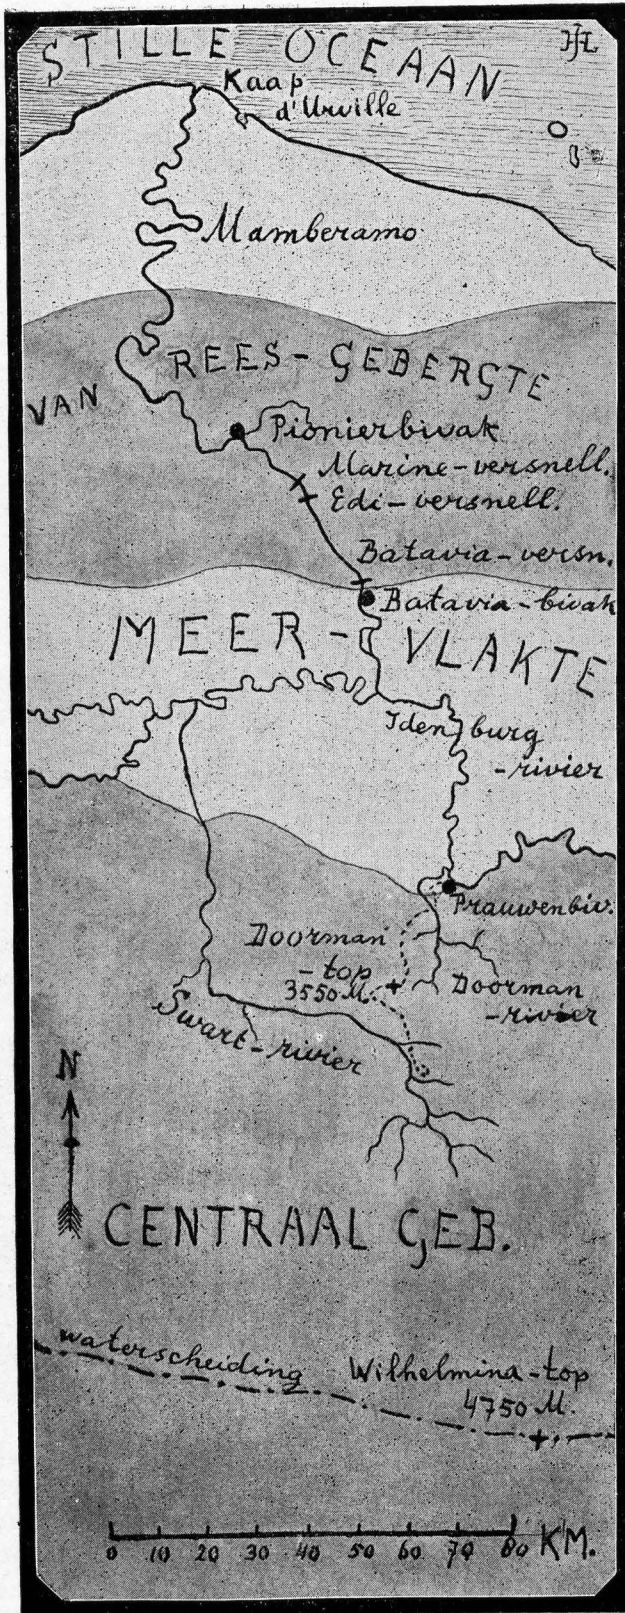 STILLE OCEAAN
HJL
Kaap
d'Urville
Mamberamo
VAN REES-GEBERGTE
Pionierbivak
Marine-versnell.
Edi-versnell.
Batavia-versn.
Batavia-bivak
MEER-VLAKTE
Idenburg
-rivier
Prauwenbiv.
Doorman
-top
3550 M.
Doorman
-rivier
Swart-rivier
N
CENTRAAL GEB.
waterscheiding
Wilhelmina-top
4750 M.
0 10 20 30 40 50 60 70 80 KM.